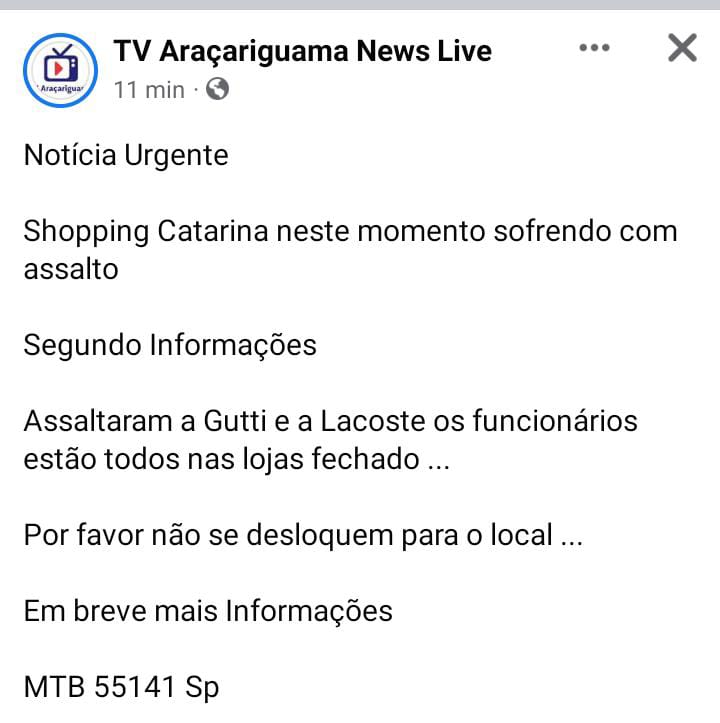 TV Araçariguama News Live
Araçarigua
11 min ·
Notícia Urgente
Shopping Catarina neste momento sofrendo com
assalto
Segundo Informações
Assaltaram a Gutti e a Lacoste os funcionários
estão todos nas lojas fechado ...
Por favor não se desloquem para o local ...
Em breve mais Informações
MTB 55141 Sp